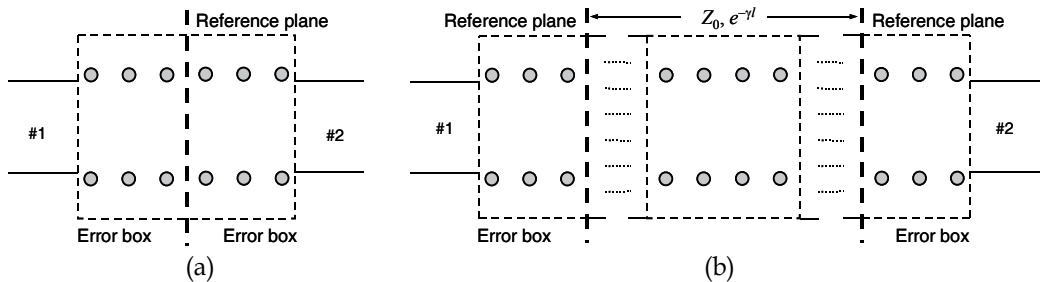 Reference plane
#1
#2
Error box
Error box
(a)
Reference plane
Z₀, e⁻ᵞˡ
Reference plane
#1
#2
Error box
Error box
(b)